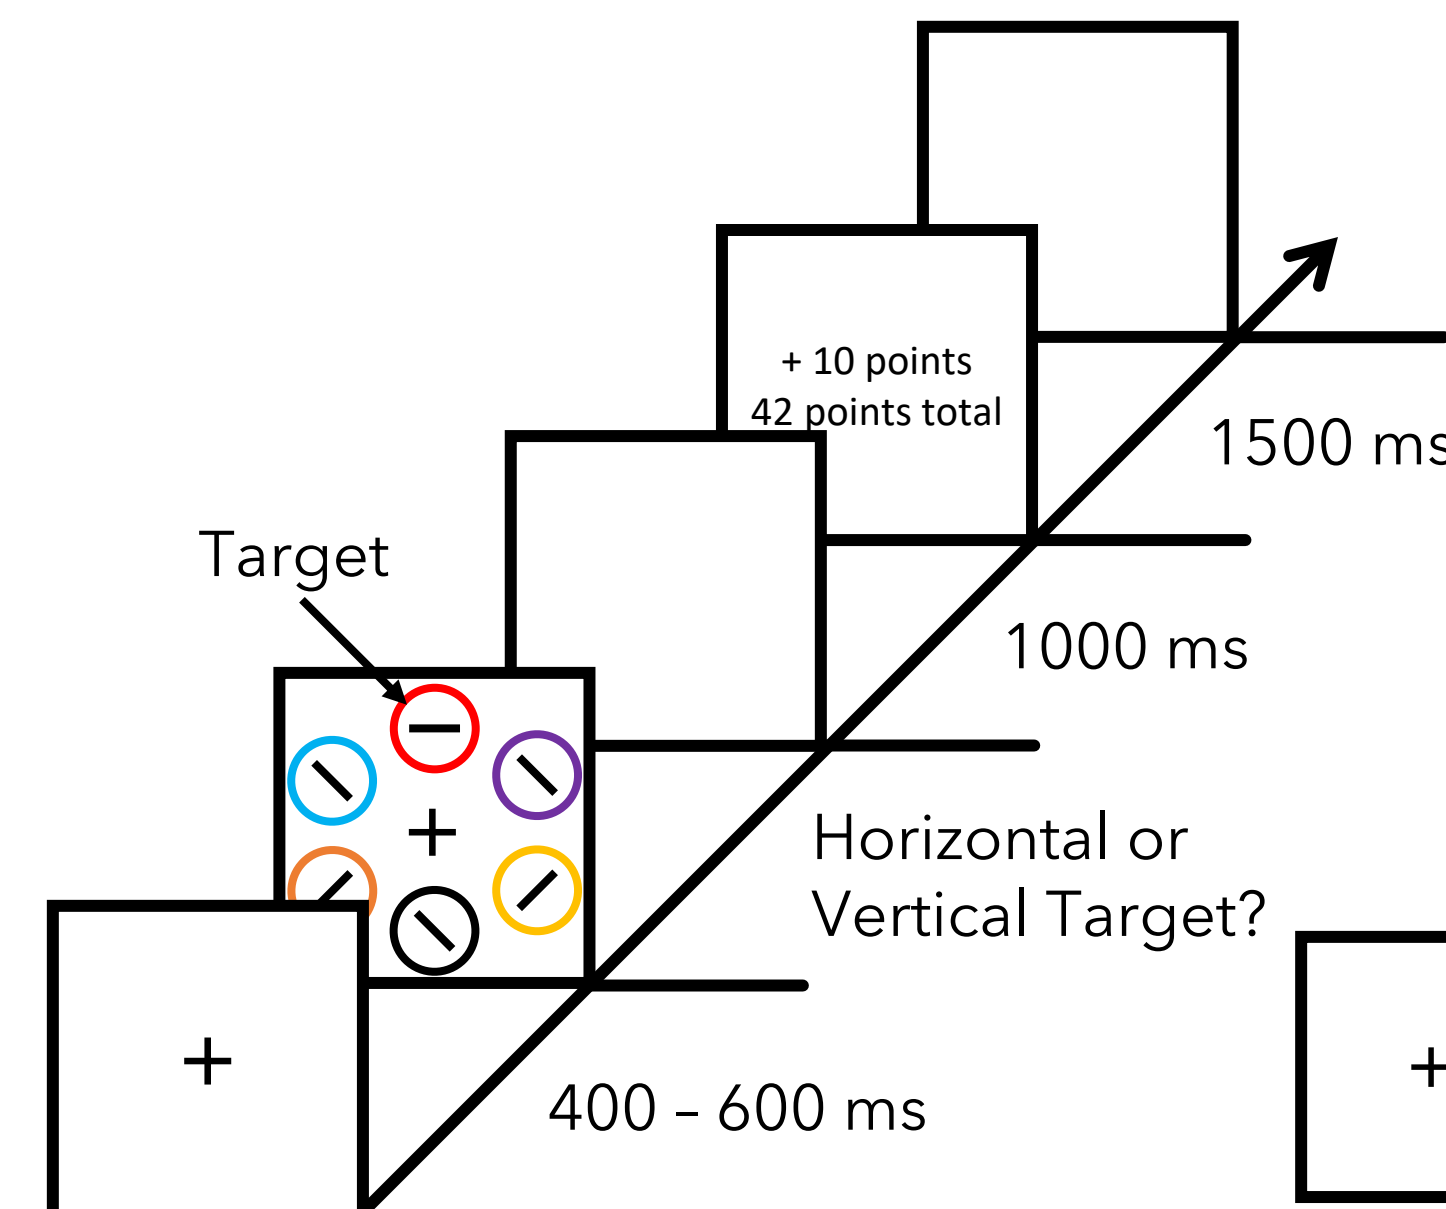 + 10 points
42 points total
1500 ms
Target
1000 ms
Horizontal or
Vertical Target?
+
400 – 600 ms
+
+